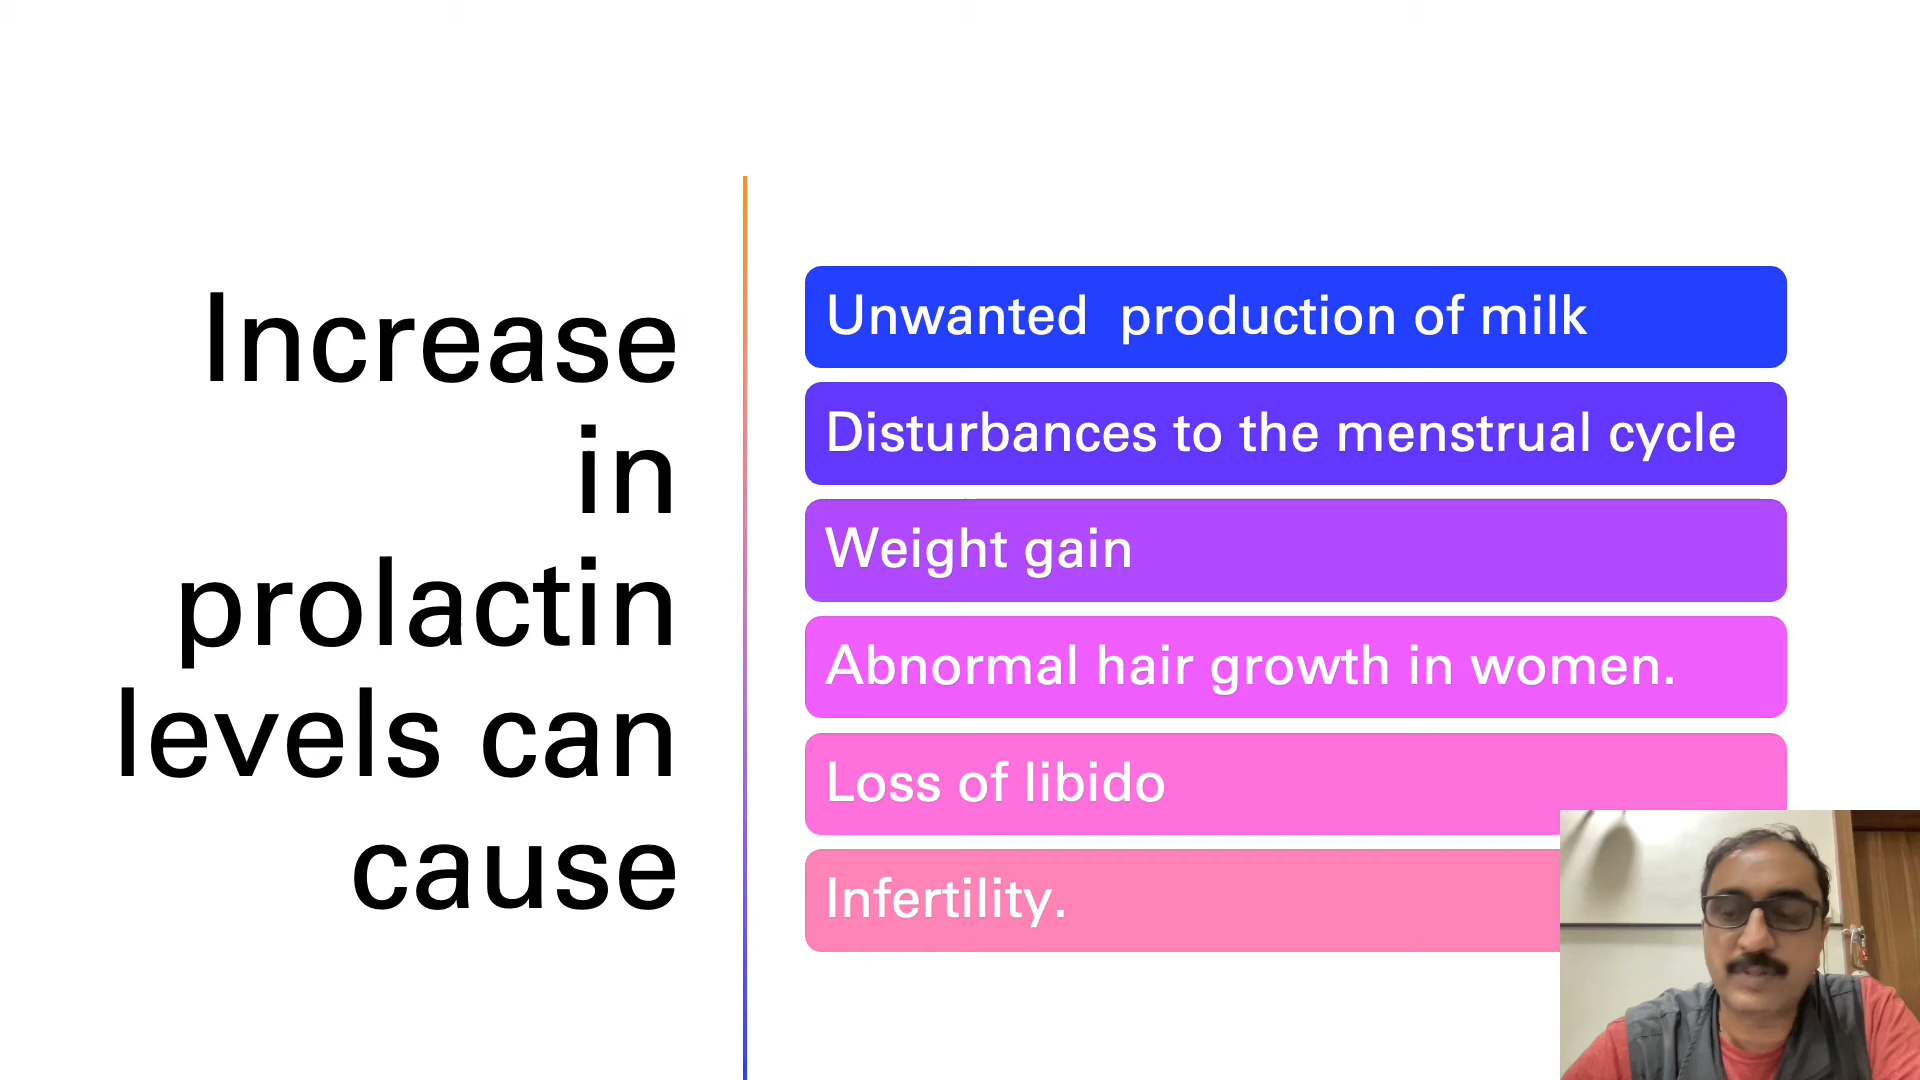 Increase
in
prolactin
levels can
cause
Unwanted  production of milk
Disturbances to the menstrual cycle
Weight gain
Abnormal hair growth in women.
Loss of libido
Infertility.